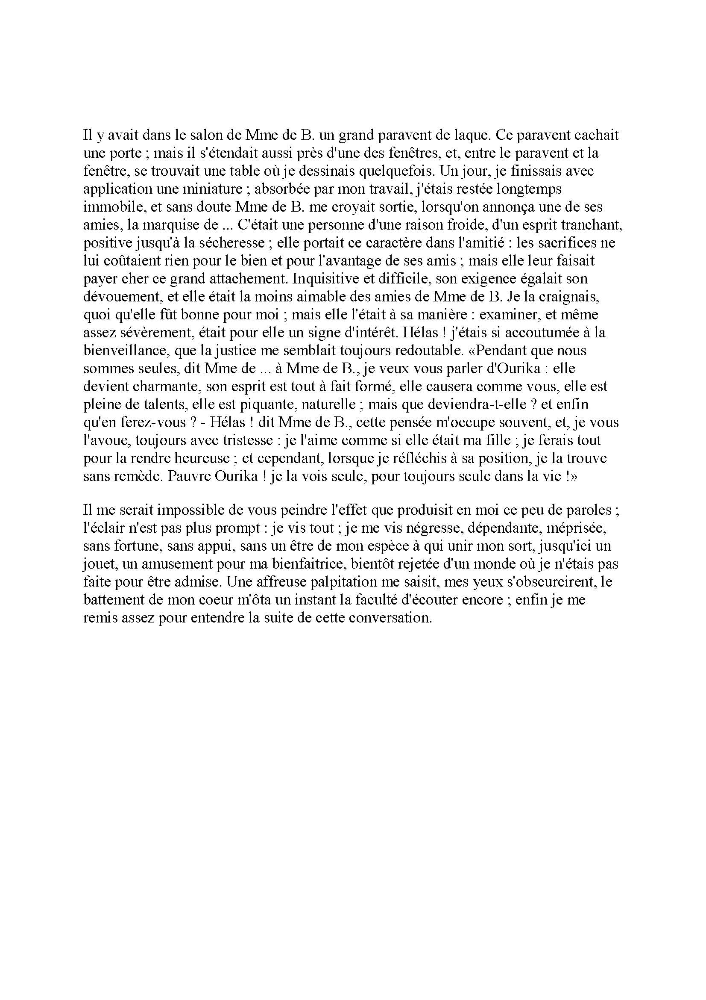 Il y avait dans le salon de Mme de B. un grand paravent de laque. Ce paravent cachait
une porte ; mais il s'étendait aussi près d'une des fenêtres, et, entre le paravent et la
fenêtre, se trouvait une table où je dessinais quelquefois. Un jour, je finissais avec
application une miniature ; absorbée par mon travail, j'étais restée longtemps
immobile, et sans doute Mme de B. me croyait sortie, lorsqu'on annonça une de ses
amies, la marquise de ... C'était une personne d'une raison froide, d'un esprit tranchant,
positive jusqu'à la sécheresse ; elle portait ce caractère dans l'amitié : les sacrifices ne
lui coûtaient rien pour le bien et pour l'avantage de ses amis ; mais elle leur faisait
payer cher ce grand attachement. Inquisitive et difficile, son exigence égalait son
dévouement, et elle était la moins aimable des amies de Mme de B. Je la craignais,
quoi qu'elle fût bonne pour moi ; mais elle l'était à sa manière : examiner, et même
assez sévèrement, était pour elle un signe d'intérêt. Hélas ! j'étais si accoutumée à la
bienveillance, que la justice me semblait toujours redoutable. «Pendant que nous
sommes seules, dit Mme de ... à Mme de B., je veux vous parler d'Ourika : elle
devient charmante, son esprit est tout à fait formé, elle causera comme vous, elle est
pleine de talents, elle est piquante, naturelle ; mais que deviendra-t-elle ? et enfin
qu'en ferez-vous ? - Hélas ! dit Mme de B., cette pensée m'occupe souvent, et, je vous
l'avoue, toujours avec tristesse : je l'aime comme si elle était ma fille ; je ferais tout
pour la rendre heureuse ; et cependant, lorsque je réfléchis à sa position, je la trouve
sans remède. Pauvre Ourika ! je la vois seule, pour toujours seule dans la vie !»
Il me serait impossible de vous peindre l'effet que produisit en moi ce peu de paroles ;
l'éclair n'est pas plus prompt : je vis tout ; je me vis négresse, dépendante, méprisée,
sans fortune, sans appui, sans un être de mon espèce à qui unir mon sort, jusqu'ici un
jouet, un amusement pour ma bienfaitrice, bientôt rejetée d'un monde où je n'étais pas
faite pour être admise. Une affreuse palpitation me saisit, mes yeux s'obscurcirent, le
battement de mon coeur m'ôta un instant la faculté d'écouter encore ; enfin je me
remis assez pour entendre la suite de cette conversation.